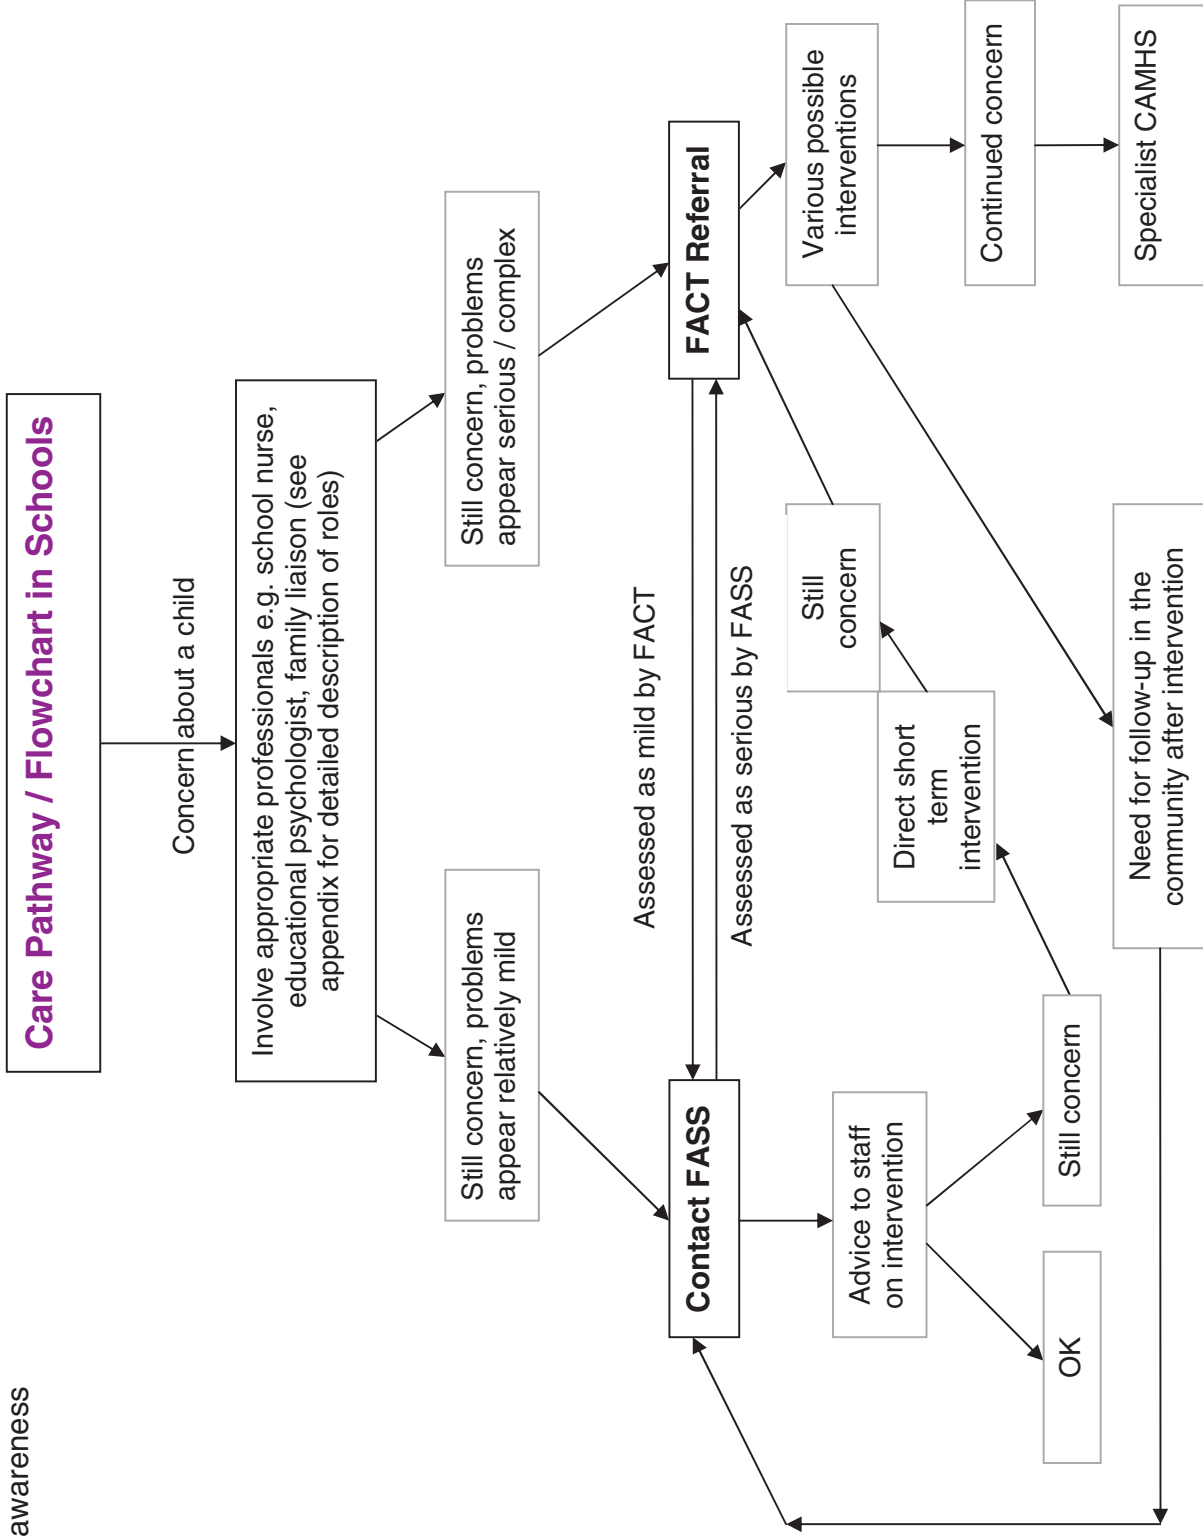 awareness
Care Pathway / Flowchart in Schools
Concern about a child
Involve appropriate professionals e.g. school nurse,
educational psychologist, family liaison (see
appendix for detailed description of roles)
Still concern, problems
appear relatively mild
Still concern, problems
appear serious / complex
Assessed as mild by FACT
Contact FASS
FACT Referral
Assessed as serious by FASS
Advice to staff
on intervention
Still
concern
Various possible
interventions
Direct short
term
intervention
Continued concern
OK
Still concern
Need for follow-up in the
community after intervention
Specialist CAMHS